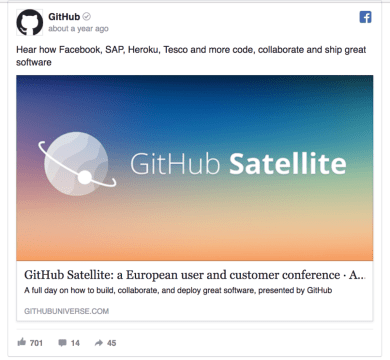 GitHub
about a year ago
Hear how Facebook, SAP, Heroku, Tesco and more code, collaborate and ship great
software
GitHub Satellite
GitHub Satellite: a European user and customer conference · A...
A full day on how to build, collaborate, and deploy great software, presented by GitHub
GITHUBUNIVERSE.COM
701 14 45